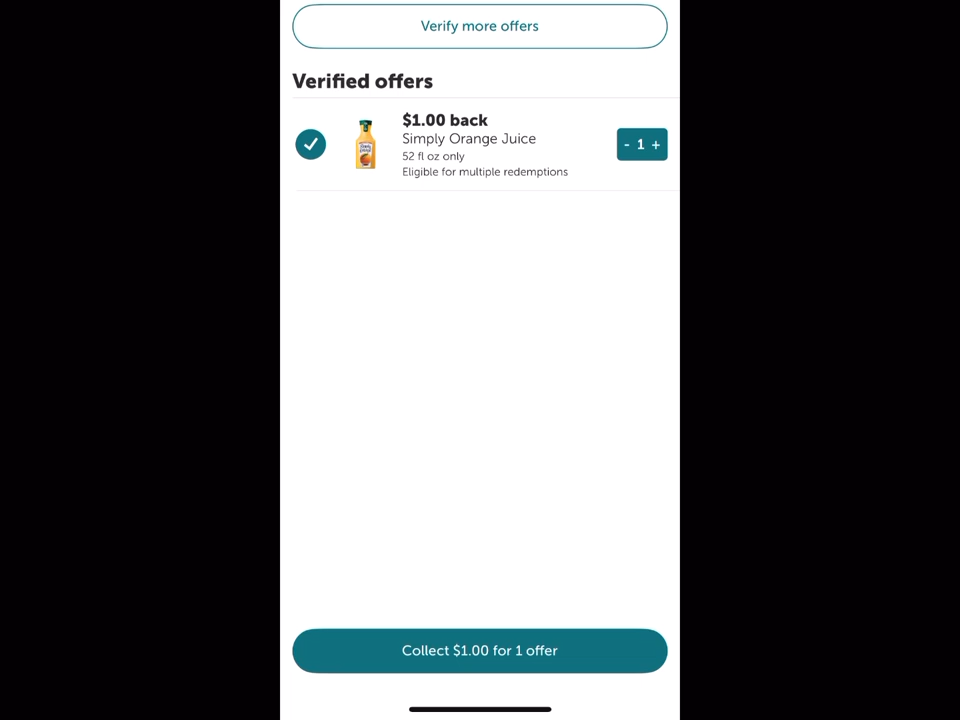 Verify more offers
Verified offers
$1.00 back
Simply Orange Juice
52 fl oz only
Eligible for multiple redemptions
- 1 +
Collect $1.00 for 1 offer